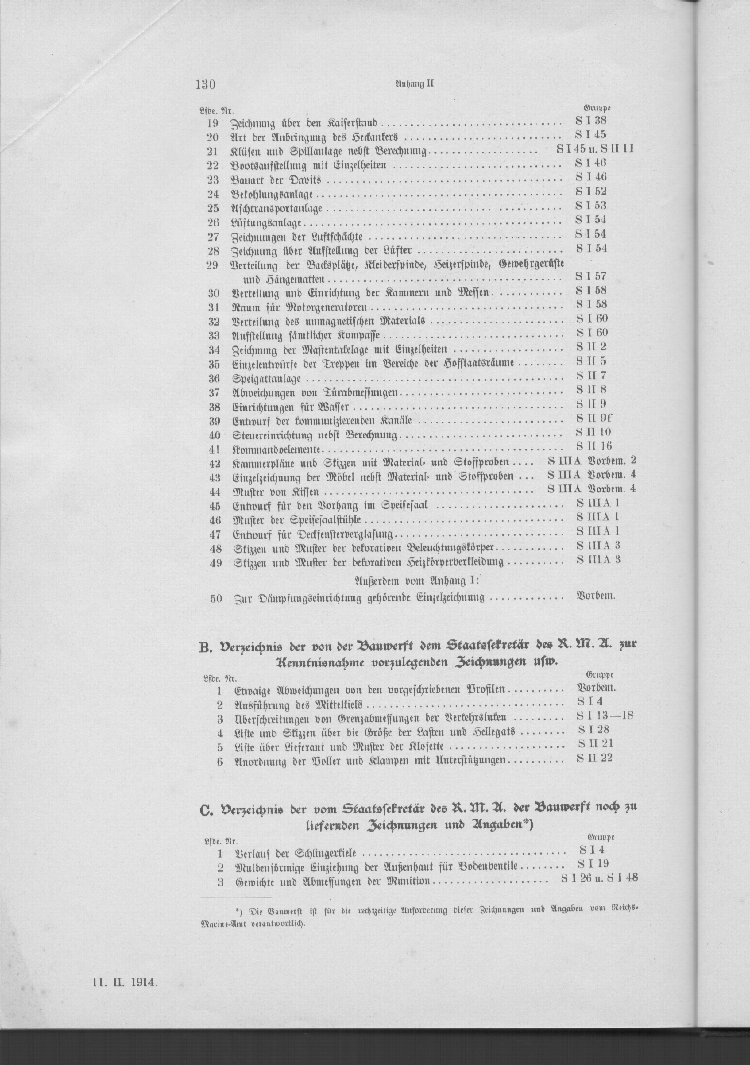 130
Anhang II
Lfde. Nr. Gruppe
19 Zeichnung über den Kaiserstand S I 38
20 Art der Anbringung des Heckankers S I 45
21 Klüsen und Spillanlage nebst Berechnung S I 45 u. S II 11
22 Bootsaufstellung mit Einzelheiten S I 46
23 Bauart der Davits S I 46
24 Bekohlungsanlage S I 52
25 Aschtransportanlage S I 53
26 Lüftungsanlage S I 54
27 Zeichnungen der Luftschächte S I 54
28 Zeichnung über Aufstellung der Lüfter S I 54
29 Verteilung der Backsplätze, Kleiderspinde, Heizerspinde, Gewehrgerüste
und Hängematten S I 57
30 Verteilung und Einrichtung der Kammern und Messen S I 58
31 Raum für Motorgeneratoren S I 58
32 Verteilung des unmagnetischen Materials S I 60
33 Aufstellung sämtlicher Kompasse S I 60
34 Zeichnung der Mastentakelage mit Einzelheiten S II 2
35 Einzelentwürfe der Treppen im Bereiche der Hofstaatsräume S II 5
36 Speigattanlage S II 7
37 Abweichungen von Türabmessungen S II 8
38 Einrichtungen für Wasser S II 9
39 Entwurf der kommunizierenden Kanäle S II 9f
40 Steuereinrichtung nebst Berechnung S II 10
41 Kommandoelemente S II 16
42 Kammerpläne und Skizzen mit Material- und Stoffproben S III A Vorbem. 2
43 Einzelzeichnung der Möbel nebst Material- und Stoffproben S III A Vorbem. 4
44 Muster von Kissen S III A Vorbem. 4
45 Entwurf für den Vorhang im Speisesaal S III A 1
46 Muster der Speisesaalstühle S III A 1
47 Entwurf für Deckfensterverglasung S III A 1
48 Skizzen und Muster der dekorativen Beleuchtungskörper S III A 3
49 Skizzen und Muster der dekorativen Heizkörperverkleidung S III A 3
Außerdem vom Anhang 1:
50 Zur Dämpfungseinrichtung gehörende Einzelzeichnung Vorbem.
B. Verzeichnis der von der Bauwerft dem Staatssekretär des R. M. A. zur
Kenntnisnahme vorzulegenden Zeichnungen usw.
Lfde. Nr. Gruppe
1 Etwaige Abweichungen von den vorgeschriebenen Profilen Vorbem.
2 Ausführung des Mittelkiels S I 4
3 Überschreitungen von Grenzabmessungen der Verkehrsluken S I 13—18
4 Liste und Skizzen über die Größe der Lasten und Hellegats S I 28
5 Liste über Lieferant und Muster der Klosette S II 21
6 Anordnung der Poller und Klampen mit Unterstützungen S II 22
C. Verzeichnis der vom Staatssekretär des R. M. A. der Bauwerft noch zu
liefernden Zeichnungen und Angaben*)
Lfde. Nr. Gruppe
1 Verlauf der Schlingerkiele S I 4
2 Muldenförmige Einziehung der Außenhaut für Bodenventile S I 19
3 Gewichte und Abmessungen der Munition S I 26 u. S I 48
*) Die Bauwerft ist für die rechtzeitige Anforderung dieser Zeichnungen und Angaben vom Reichs-
Marine-Amt verantwortlich.
11. II. 1914.